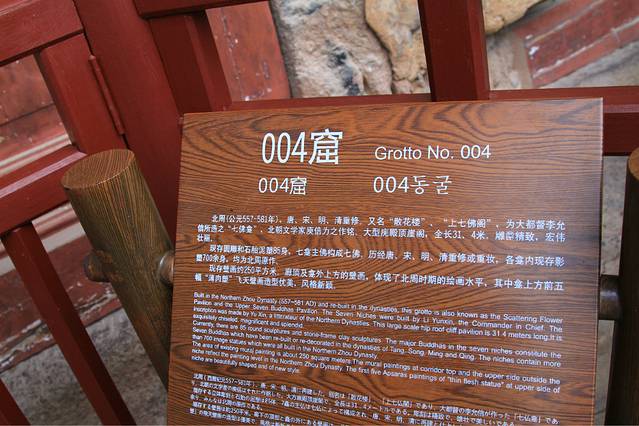 004窟 Grotto No. 004
004窟 004동굴
北周(公元557-581年)，唐、宋、明、清重修。又名“散花楼”、“上七佛阁”，为大都督李允
信所造之“七佛龛”，北朝文学家庾信为之作铭、大型庑殿顶崖阁，全长31、4米，雕凿精致，宏伟
壮丽。
现存圆雕和石胎泥塑85身，七龛主佛构成七佛，历经唐、宋、明、清重修或重妆，各龛内现存影
塑700余身，均为北周原作。
现存壁画约250平方米，廊顶及龛外上方的壁画，体现了北周时期的绘画水平，其中龛上方前五
幅“薄肉塑”飞天壁画造型优美，风格新颖。
Built in the Northern Zhou Dynasty (557–581 AD) and re-built in the dynasties, this grotto is also known as the Scattering Flower
Pavilion and the Upper Seven Buddhas Pavilion. The Seven Niches were built by Li Yunxin, the Commander in Chief. The
inscription was made by Yu Xin, a litterateur of the Northern Dynasties. This large scale hip roof cliff pavilion is 31.4 meters long. It is
exquisitely chiseled, magnificent and splendid.
Currently, there are 85 round sculptures and stone-frame clay sculptures. The major Buddhas in the seven niches constitute the
Seven Buddhas which have been re-built or re-decorated in the dynasties of Tang, Song, Ming and Qing. The niches contain more
than 700 image statues which were all built in the Northern Zhou Dynasty.
The area of existing mural painting is about 250 square meters. The mural paintings at corridor top and the upper side outside the
niche reflect the painting level in the Northern Zhou Dynasty. The first five Apsaras paintings of "thin flesh statue" at upper side of
niche are beautifully shaped and of new style.